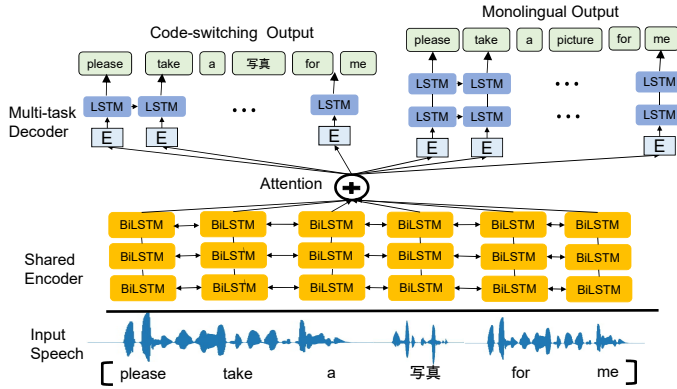 Monolingual Output
Code-switching Output
please take a picture for me
please take a 写真 for me
LSTM LSTM ... LSTM
LSTM LSTM ... LSTM
LSTM LSTM ... LSTM
Multi-task
Decoder
E E E
E E E
Attention
BiLSTM BiLSTM BiLSTM BiLSTM BiLSTM BiLSTM
BiLSTM BiLSTM BiLSTM BiLSTM BiLSTM BiLSTM
BiLSTM BiLSTM BiLSTM BiLSTM BiLSTM BiLSTM
Shared
Encoder
Input
Speech
[ please take a 写真 for me ]